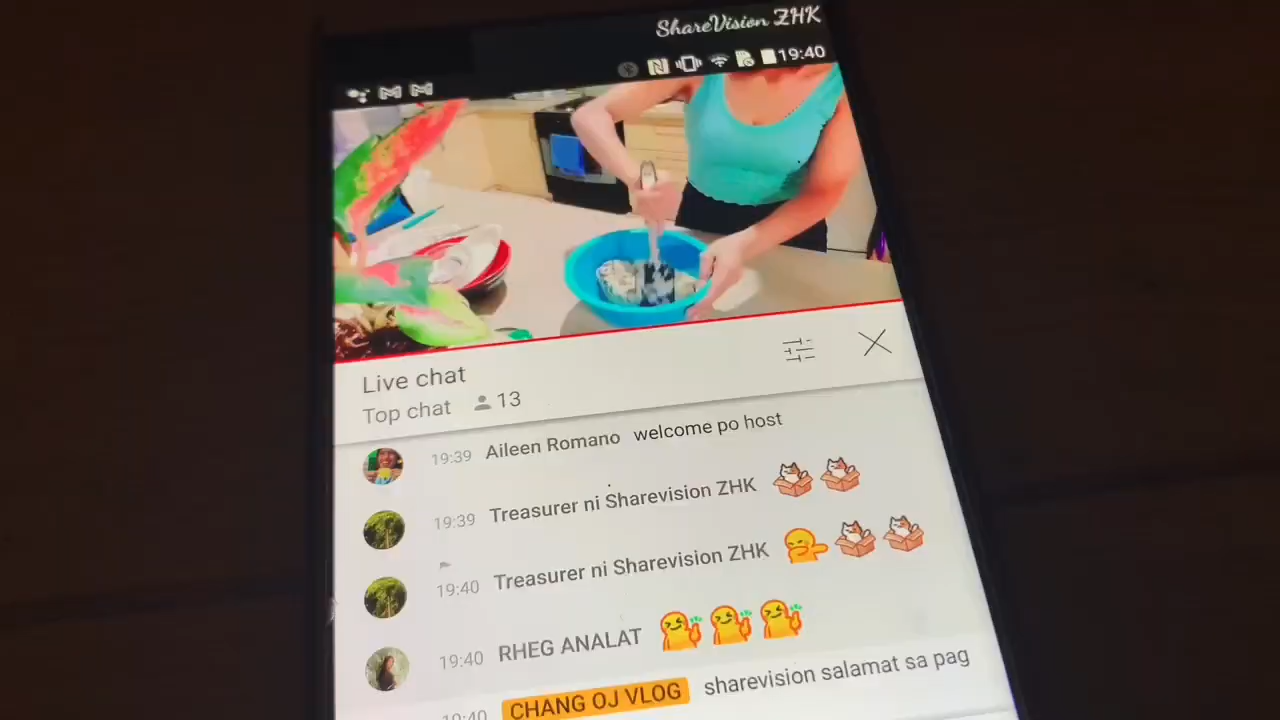 ShareVision ZHK
19:40
Live chat
Top chat 13
19:39 Aileen Romano welcome po host
19:39 Treasurer ni Sharevision ZHK
19:40 Treasurer ni Sharevision ZHK
19:40 RHEG ANALAT
19:40 CHANG OJ VLOG sharevision salamat sa pag